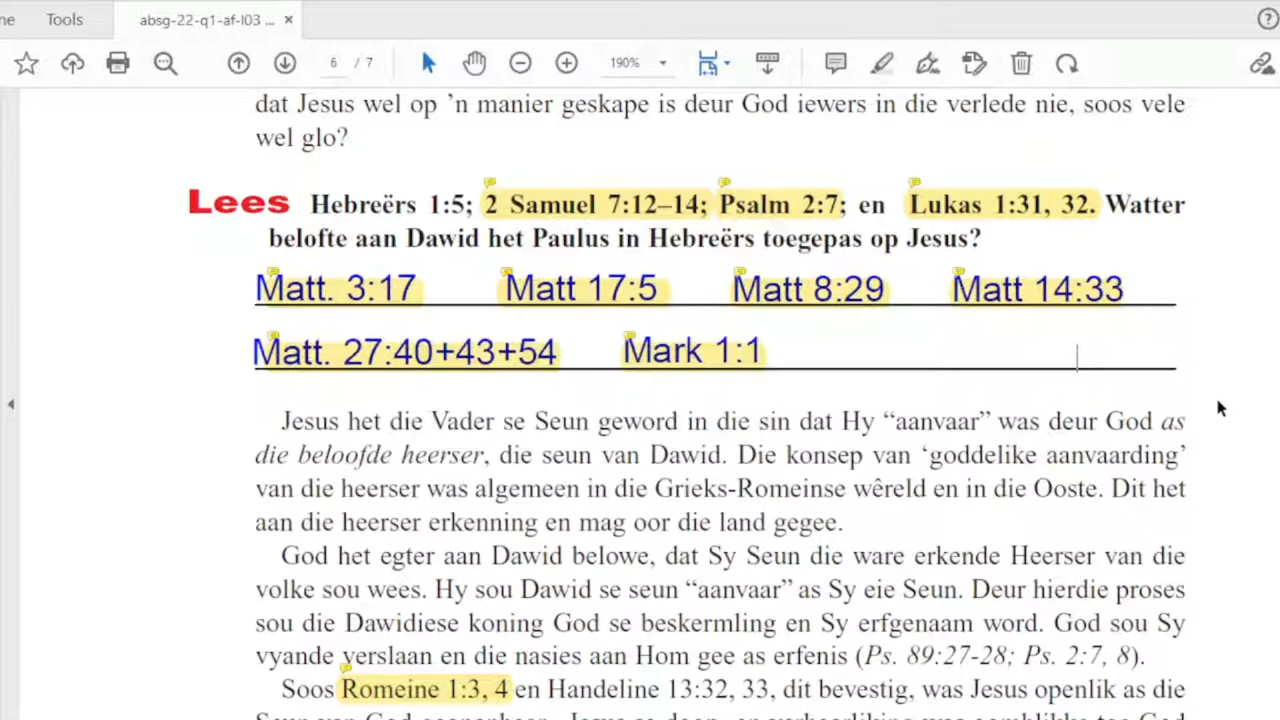 ne Tools absg-22-q1-af-l03 ... ×
6 / 7 190%
dat Jesus wel op ’n manier geskape is deur God iewers in die verlede nie, soos vele
wel glo?
Lees Hebreërs 1:5; 2 Samuel 7:12–14; Psalm 2:7; en Lukas 1:31, 32. Watter
belofte aan Dawid het Paulus in Hebreërs toegepas op Jesus?
Matt. 3:17 Matt 17:5 Matt 8:29 Matt 14:33
Matt. 27:40+43+54 Mark 1:1
Jesus het die Vader se Seun geword in die sin dat Hy “aanvaar” was deur God as
die beloofde heerser, die seun van Dawid. Die konsep van ‘goddelike aanvaarding’
van die heerser was algemeen in die Grieks-Romeinse wêreld en in die Ooste. Dit het
aan die heerser erkenning en mag oor die land gegee.
God het egter aan Dawid belowe, dat Sy Seun die ware erkende Heerser van die
volke sou wees. Hy sou Dawid se seun “aanvaar” as Sy eie Seun. Deur hierdie proses
sou die Dawidiese koning God se beskermling en Sy erfgenaam word. God sou Sy
vyande verslaan en die nasies aan Hom gee as erfenis (Ps. 89:27-28; Ps. 2:7, 8).
Soos Romeine 1:3, 4 en Handeline 13:32, 33, dit bevestig, was Jesus openlik as die